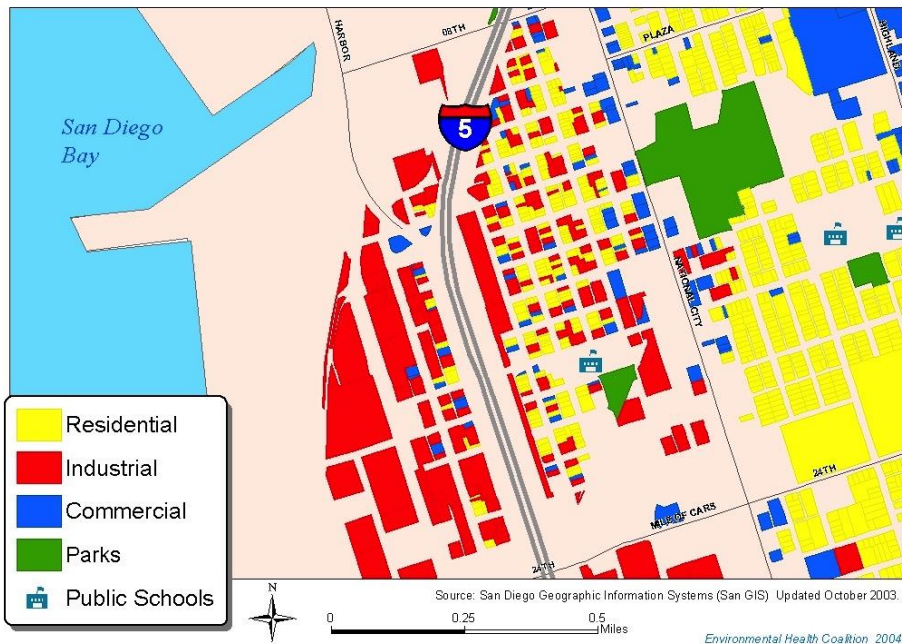 HARBOR
08TH
PLAZA
HIGHLAND
San Diego
Bay
5
NATIONAL CITY
24TH
MILE OF CARS
24TH
Residential
Industrial
Commercial
Parks
Public Schools
N
Source: San Diego Geographic Information Systems (San GIS) Updated October 2003.
0 0.25 0.5
Miles
Environmental Health Coalition 2004